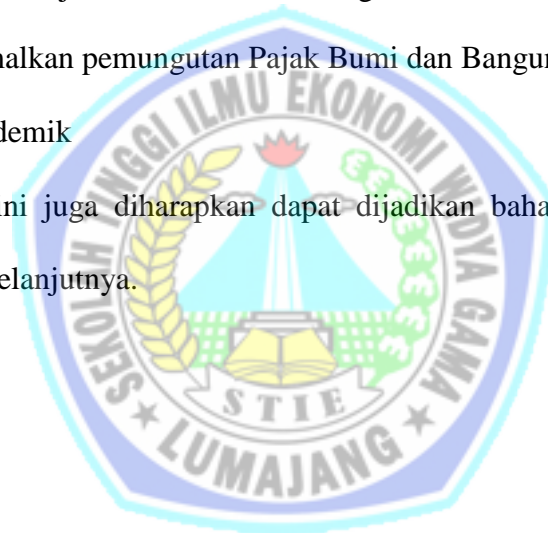 nalkan pemungutan Pajak Bumi dan Bangun
demik
ini juga diharapkan dapat dijadikan baha
elanjutnya.
SEKOLAH TINGGI ILMU EKONOMI WIDYA GAMA
STIE
LUMAJANG